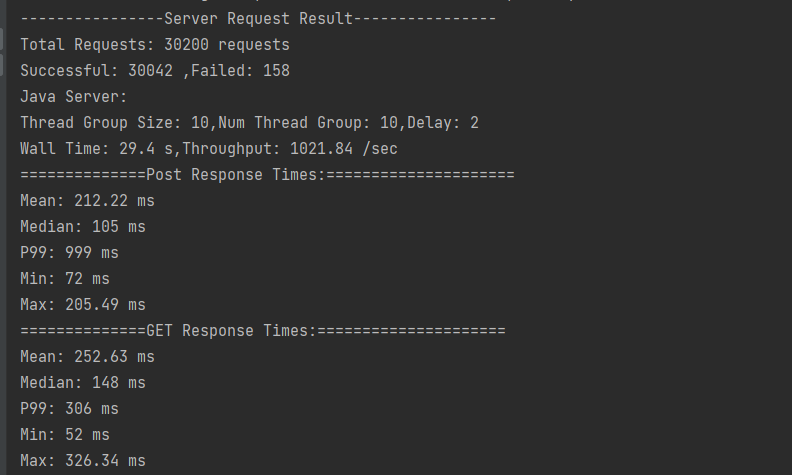 ----------------Server Request Result----------------
Total Requests: 30200 requests
Successful: 30042 ,Failed: 158
Java Server:
Thread Group Size: 10,Num Thread Group: 10,Delay: 2
Wall Time: 29.4 s,Throughput: 1021.84 /sec
==============Post Response Times:=====================
Mean: 212.22 ms
Median: 105 ms
P99: 999 ms
Min: 72 ms
Max: 205.49 ms
==============GET Response Times:=====================
Mean: 252.63 ms
Median: 148 ms
P99: 306 ms
Min: 52 ms
Max: 326.34 ms